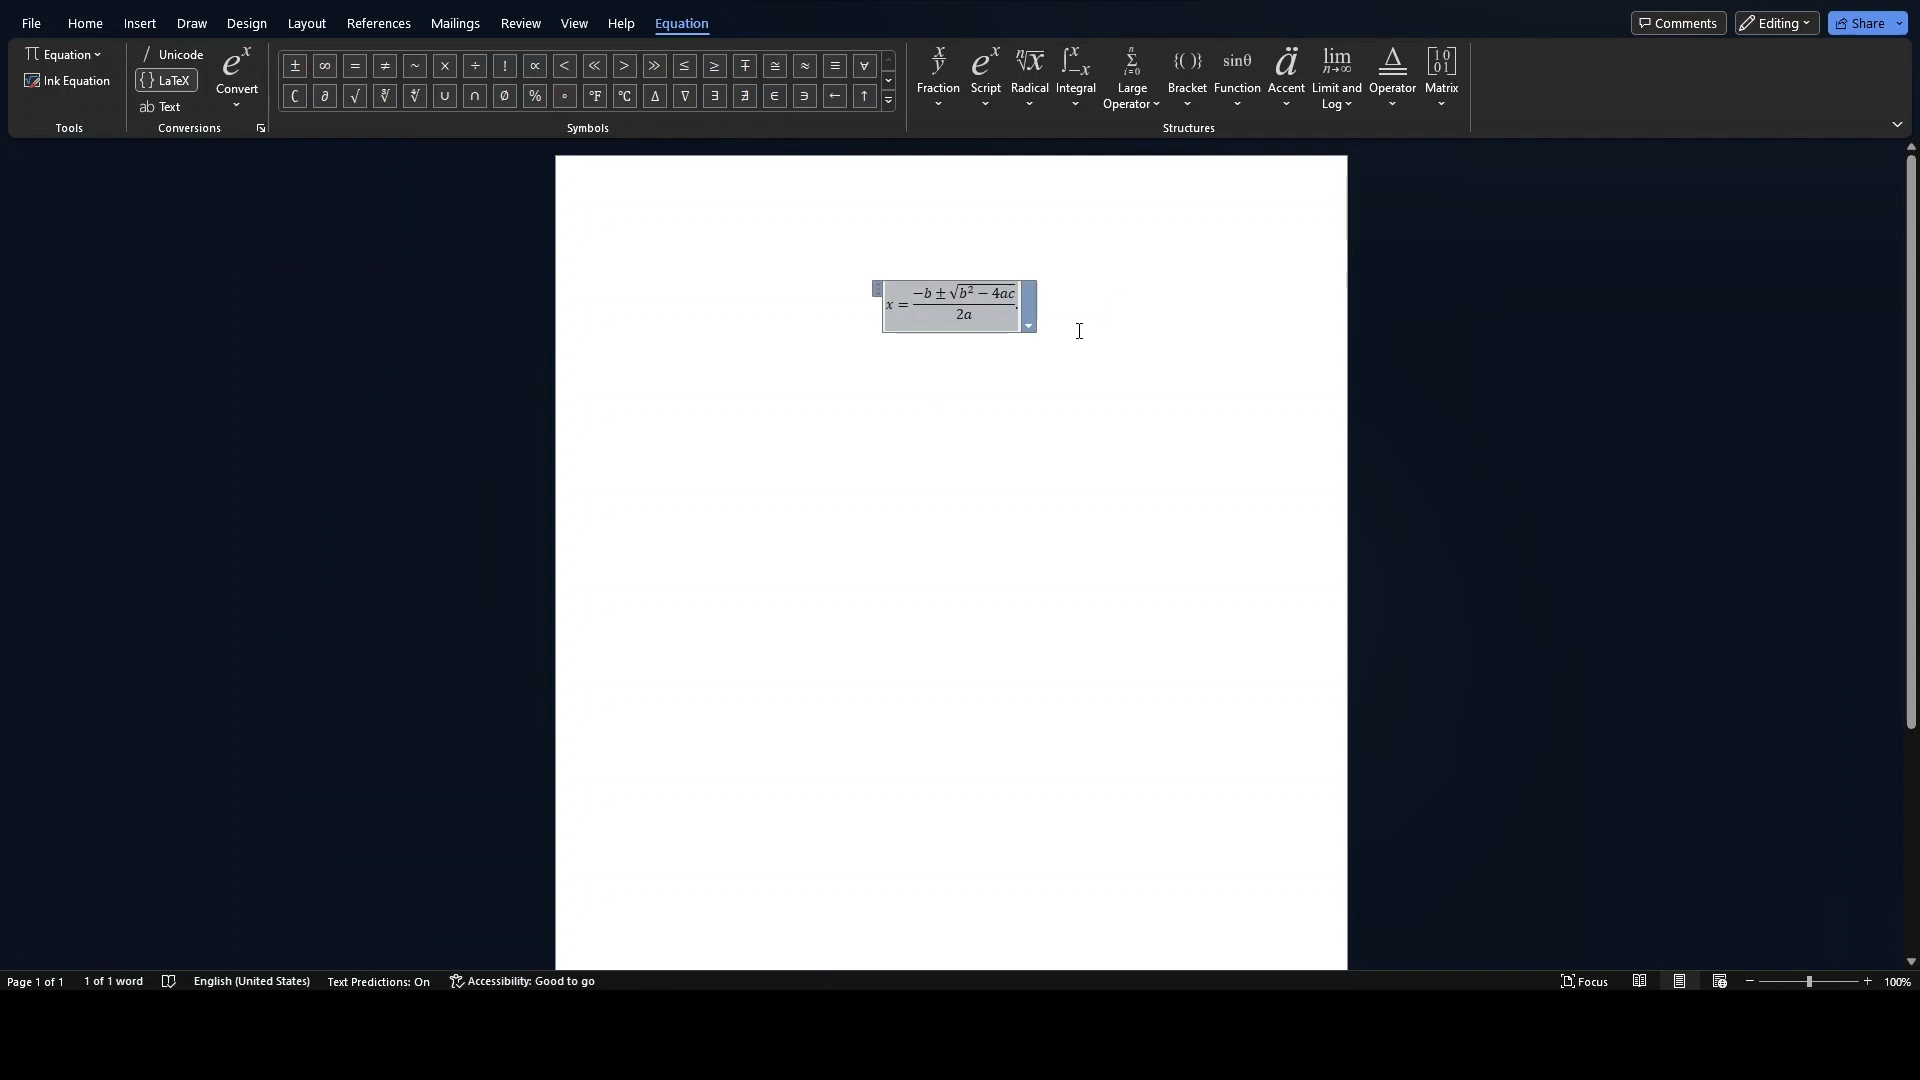 File Home Insert Draw Design Layout References Mailings Review View Help Equation Comments Editing Share
Equation
Ink Equation
Tools
Unicode
LaTeX
ab Text
e^x
Convert
Conversions
± ∞ = ≠ ~ × ÷ ! ∝ < ≪ > ≫ ≤ ≥ ∓ ≅ ≈ ≡ ∀
∁ ∂ √ ∛ ∜ ∪ ∩ ∅ % ° °F °C ∆ ∇ ∃ ∄ ∈ ∋ ← ↑
Symbols
Fraction Script Radical Integral Large Operator Bracket Function Accent Limit and Log Operator Matrix
Structures
x = (−b ± √(b² − 4ac))/2a.
Page 1 of 1 1 of 1 word English (United States) Text Predictions: On Accessibility: Good to go Focus 100%